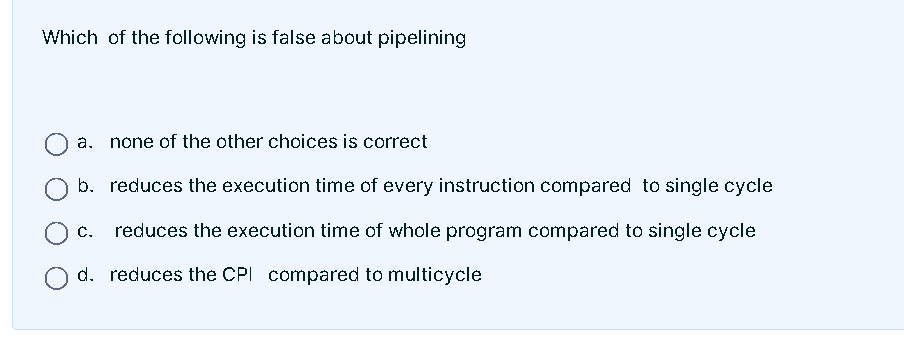 Which of the following is false about pipelining
a. none of the other choices is correct
b. reduces the execution time of every instruction compared to single cycle
c. reduces the execution time of whole program compared to single cycle
d. reduces the CPI compared to multicycle